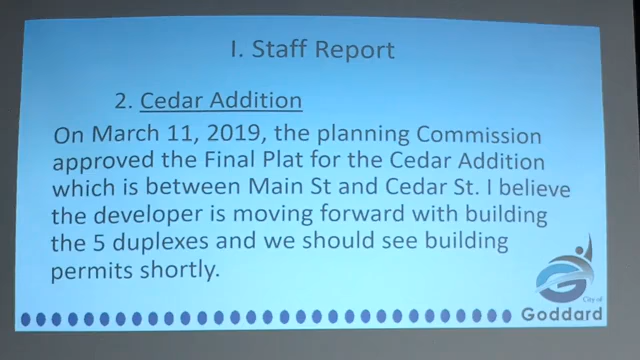 I. Staff Report
2. Cedar Addition
On March 11, 2019, the planning Commission
approved the Final Plat for the Cedar Addition
which is between Main St and Cedar St. I believe
the developer is moving forward with building
the 5 duplexes and we should see building
permits shortly.
City of
Goddard